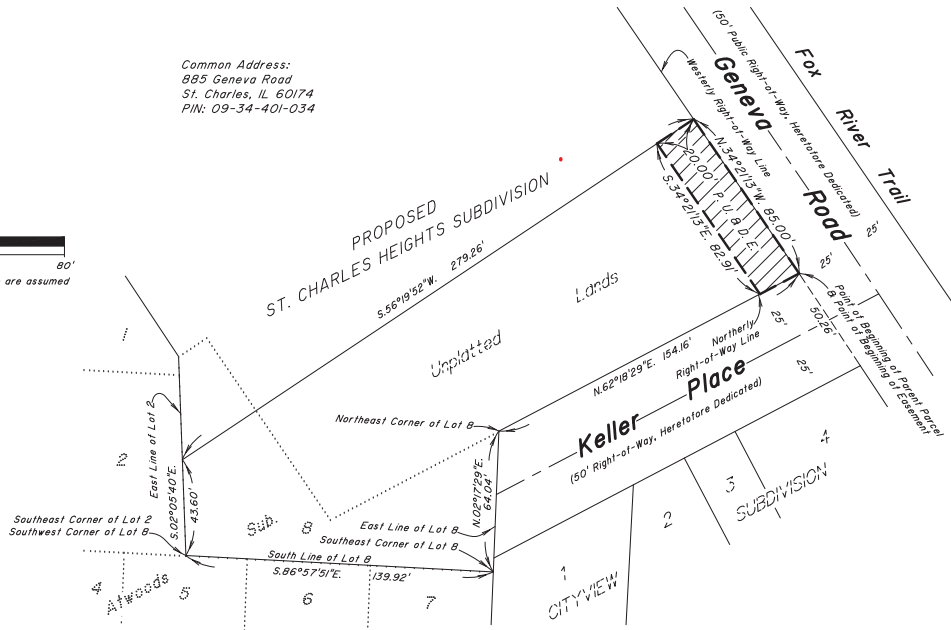 Common Address:
885 Geneva Road
St. Charles, IL 60174
PIN: 09-34-401-034
(50' Public Right-of-Way, Heretofore Dedicated)
Fox River Trail
Geneva Road
Westerly Right-of-Way Line
N.34°21'13"W. 85.00'
20.00' P. U. & D.E.
S.34°21'13"E. 82.91'
25'
25'
PROPOSED
ST. CHARLES HEIGHTS SUBDIVISION
80'
are assumed
S.56°19'52"W. 279.26'
Unplatted Lands
Point of Beginning of Parent Parcel
& Point of Beginning of Easement
50.26'
25'
25'
N.62°18'29"E. 154.16'
Northerly
Right-of-Way Line
Keller Place
(50' Right-of-Way, Heretofore Dedicated)
1
2
East Line of Lot 2
S.02°05'40"E.
43.60'
Northeast Corner of Lot 8
N.02°17'29"E.
64.04'
Southeast Corner of Lot 2
Southwest Corner of Lot 8
Sub. 8
East Line of Lot 8
Southeast Corner of Lot 8
South Line of Lot 8
S.86°57'51"E. 139.92'
4
5
6
7
Atwoods
1
2
3
4
CITYVIEW
SUBDIVISION